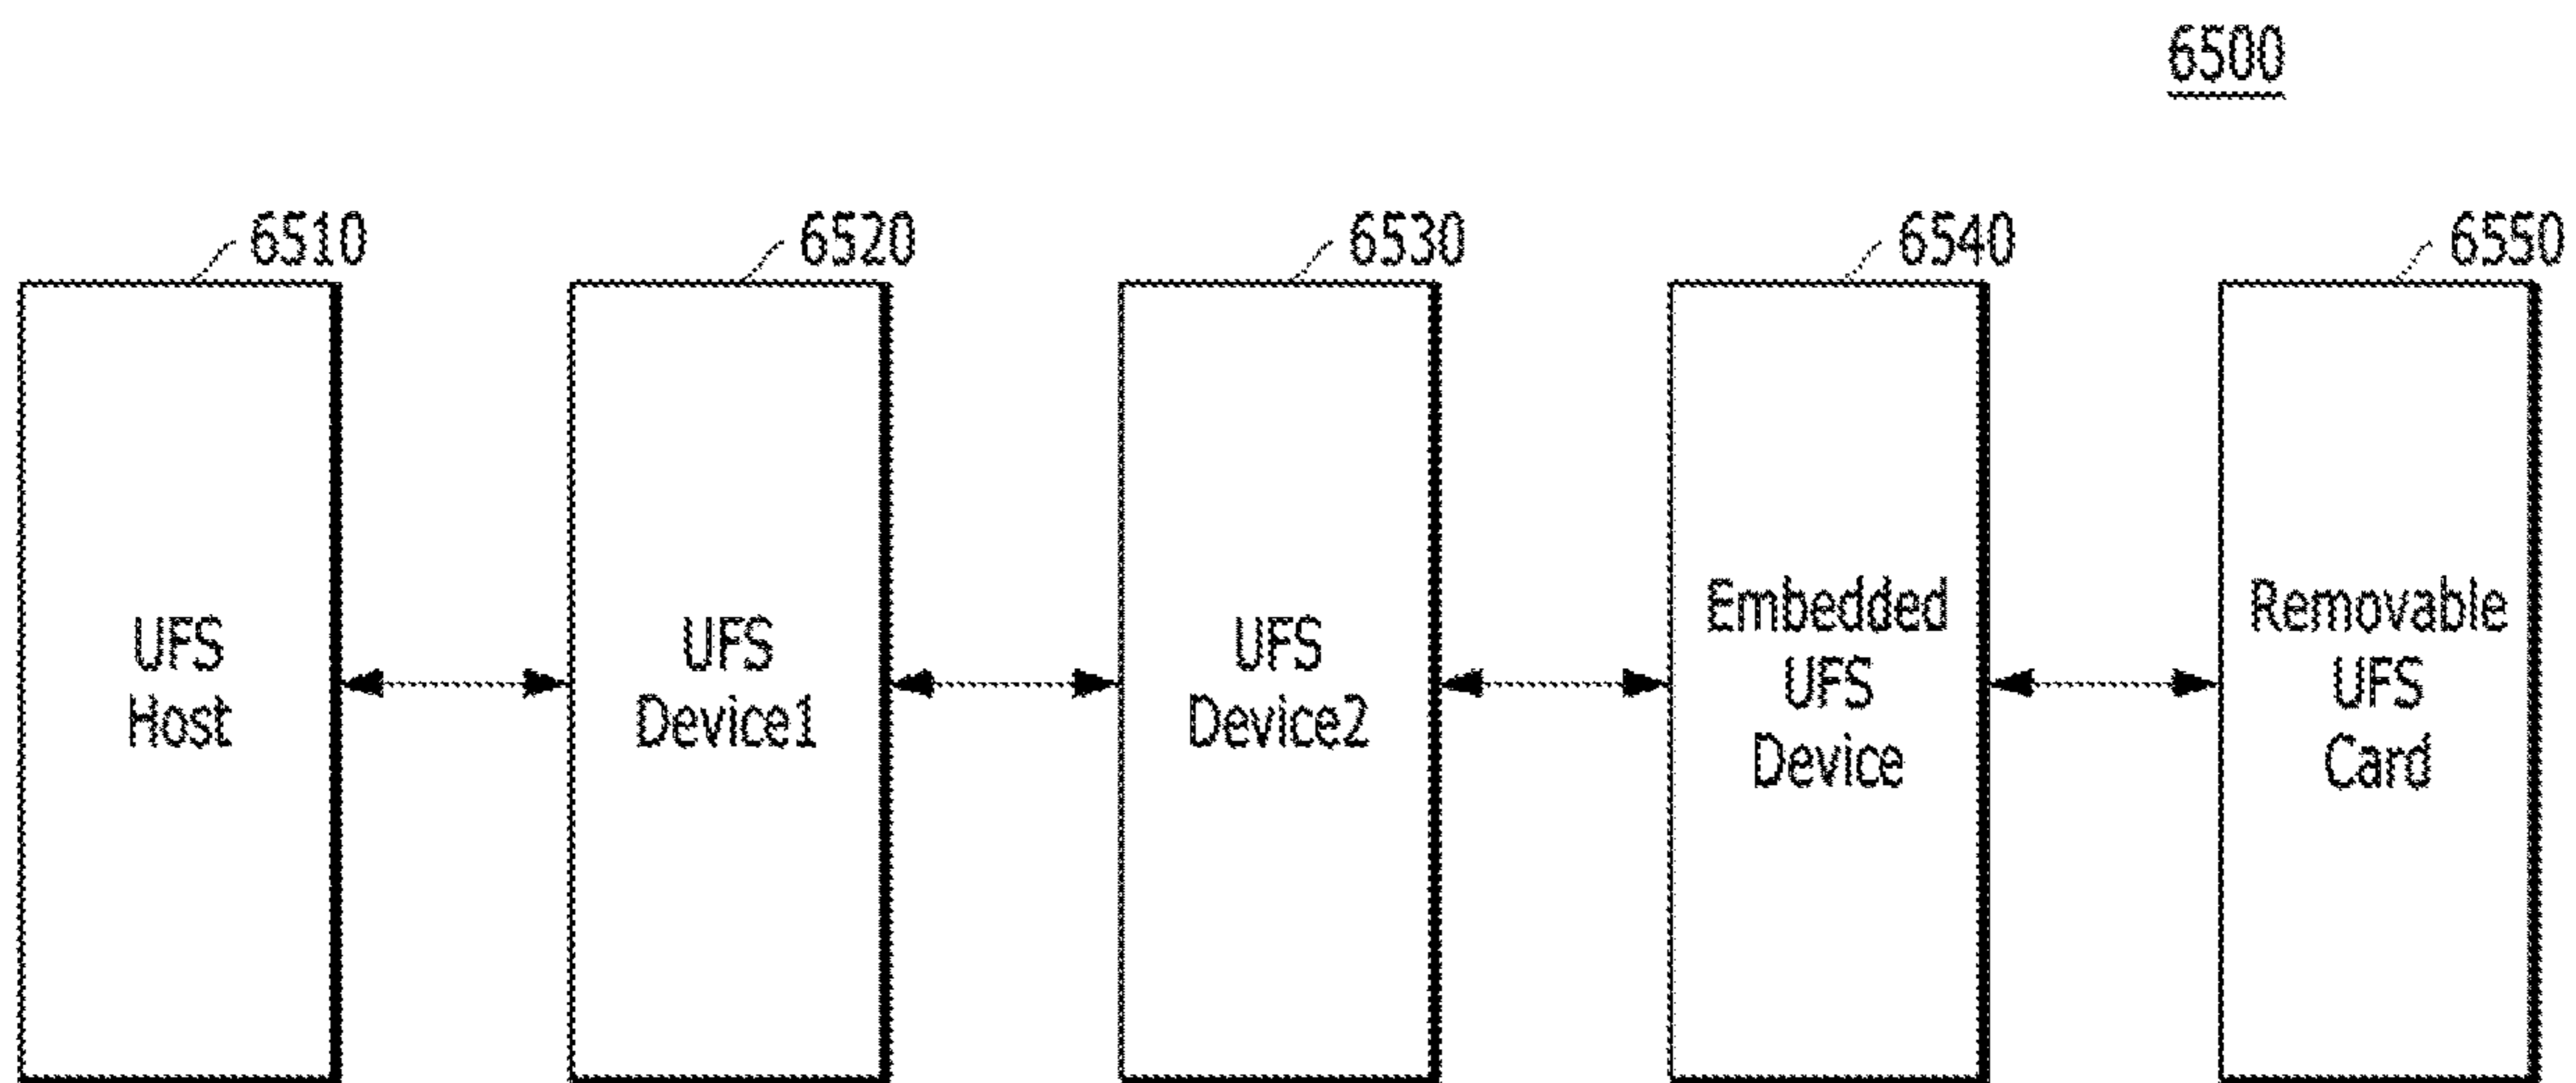 6500
6510
6520
6530
6540
6550
UFS
Host
UFS
Device1
UFS
Device2
Embedded
UFS
Device
Removable
UFS
Card